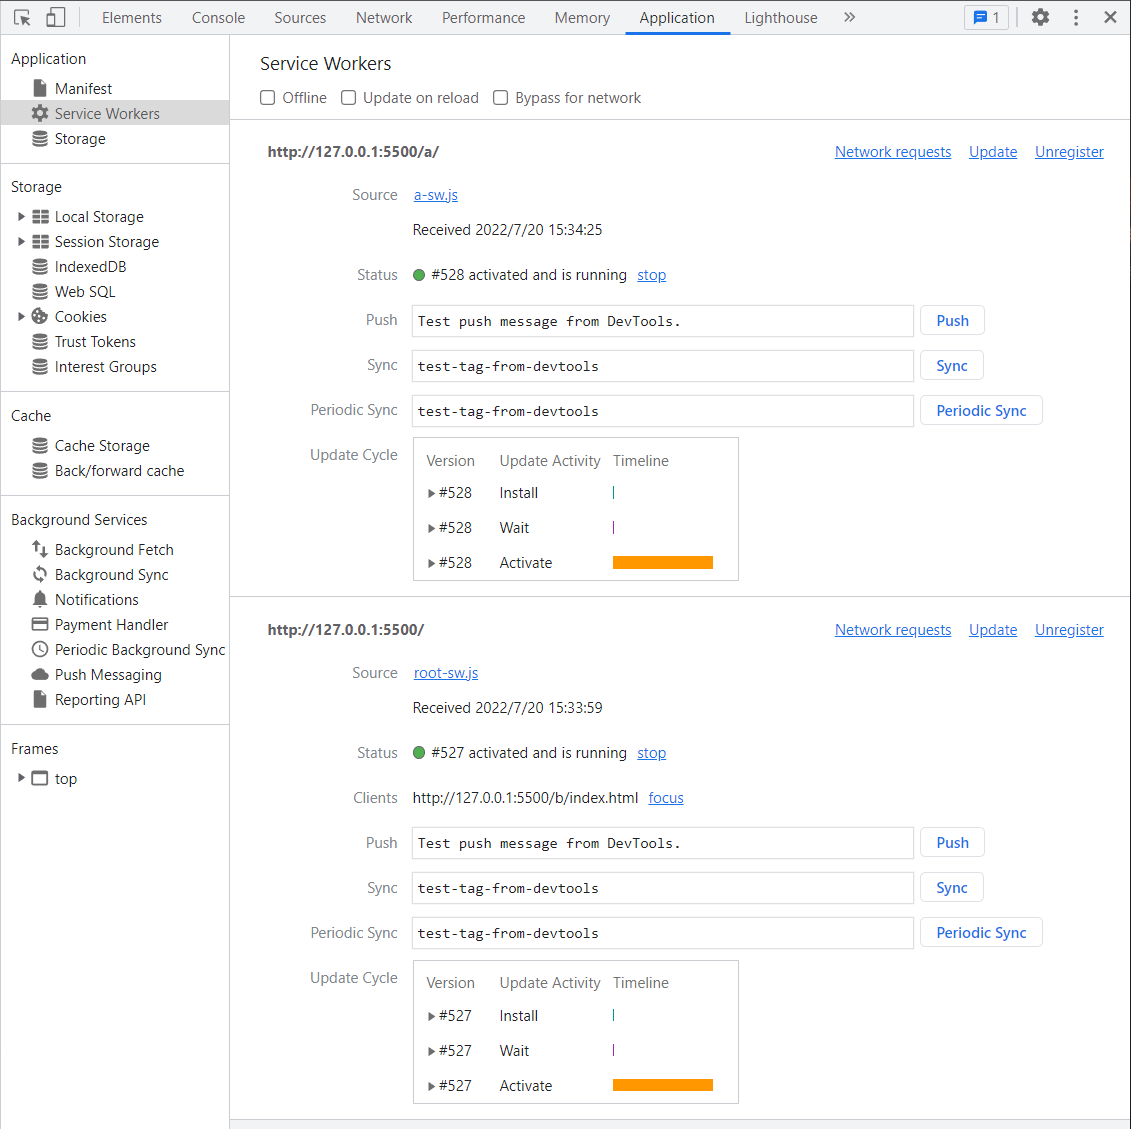 Elements Console Sources Network Performance Memory Application Lighthouse » 1
Application
Manifest
Service Workers
Storage
Storage
Local Storage
Session Storage
IndexedDB
Web SQL
Cookies
Trust Tokens
Interest Groups
Cache
Cache Storage
Back/forward cache
Background Services
Background Fetch
Background Sync
Notifications
Payment Handler
Periodic Background Sync
Push Messaging
Reporting API
Frames
top
Service Workers
Offline Update on reload Bypass for network
http://127.0.0.1:5500/a/ Network requests Update Unregister
Source a-sw.js
Received 2022/7/20 15:34:25
Status #528 activated and is running stop
Push Test push message from DevTools. Push
Sync test-tag-from-devtools Sync
Periodic Sync test-tag-from-devtools Periodic Sync
Update Cycle Version Update Activity Timeline
#528 Install
#528 Wait
#528 Activate
http://127.0.0.1:5500/ Network requests Update Unregister
Source root-sw.js
Received 2022/7/20 15:33:59
Status #527 activated and is running stop
Clients http://127.0.0.1:5500/b/index.html focus
Push Test push message from DevTools. Push
Sync test-tag-from-devtools Sync
Periodic Sync test-tag-from-devtools Periodic Sync
Update Cycle Version Update Activity Timeline
#527 Install
#527 Wait
#527 Activate